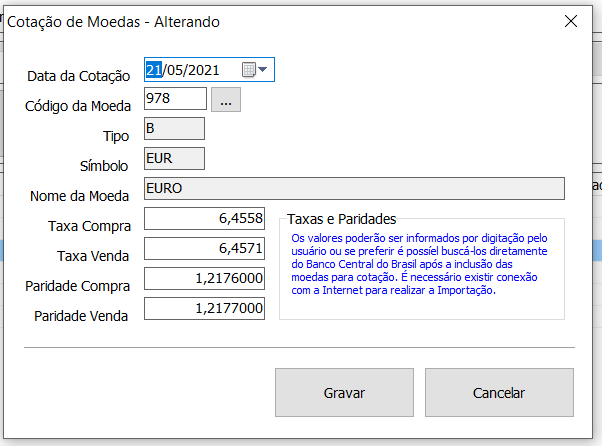 Cotação de Moedas - Alterando
Data da Cotação 21/05/2021
Código da Moeda 978 ...
Tipo B
Símbolo EUR
Nome da Moeda EURO
Taxa Compra 6,4558
Taxa Venda 6,4571
Paridade Compra 1,2176000
Paridade Venda 1,2177000
Taxas e Paridades
Os valores poderão ser informados por digitação pelo
usuário ou se preferir é possíel buscá-los diretamente
do Banco Central do Brasil após a inclusão das
moedas para cotação. É necessário existir conexão
com a Internet para realizar a Importação.
Gravar Cancelar